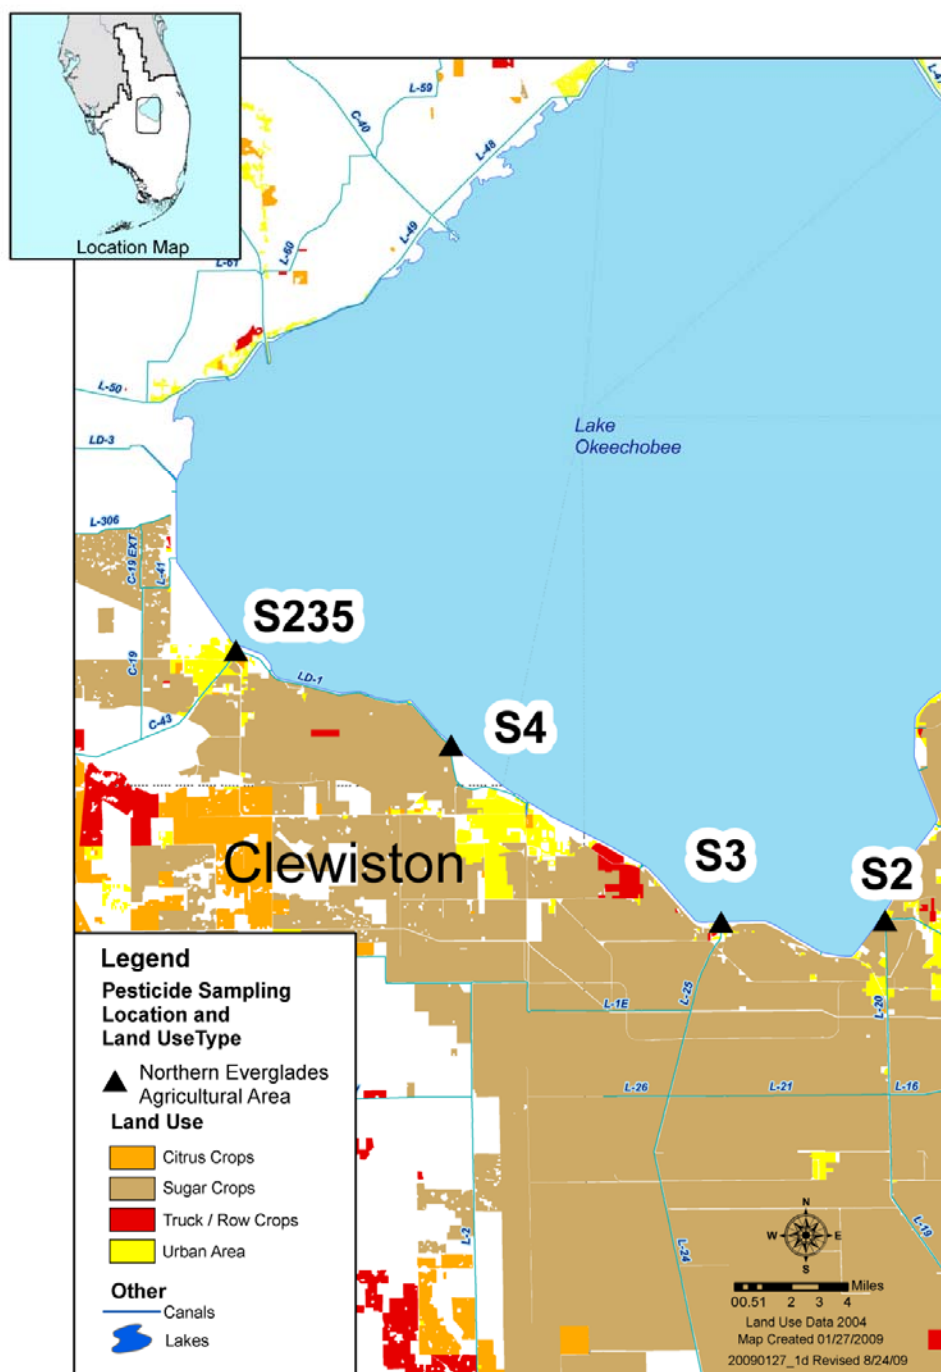 Location Map
L-59
C-40
L-48
L-49
L-60
L-61
L-50
LD-3
L-306
C-19 EXT
L-41
C-19
C-43
LD-1
Lake
Okeechobee
S235
S4
S3
S2
Clewiston
L-1E
L-25
L-20
L-26
L-21
L-16
L-2
L-24
L-19
Legend
Pesticide Sampling
Location and
Land UseType
Northern Everglades
Agricultural Area
Land Use
Citrus Crops
Sugar Crops
Truck / Row Crops
Urban Area
Other
Canals
Lakes
N
W E
S
Miles
00.51 2 3 4
Land Use Data 2004
Map Created 01/27/2009
20090127_1d Revised 8/24/09